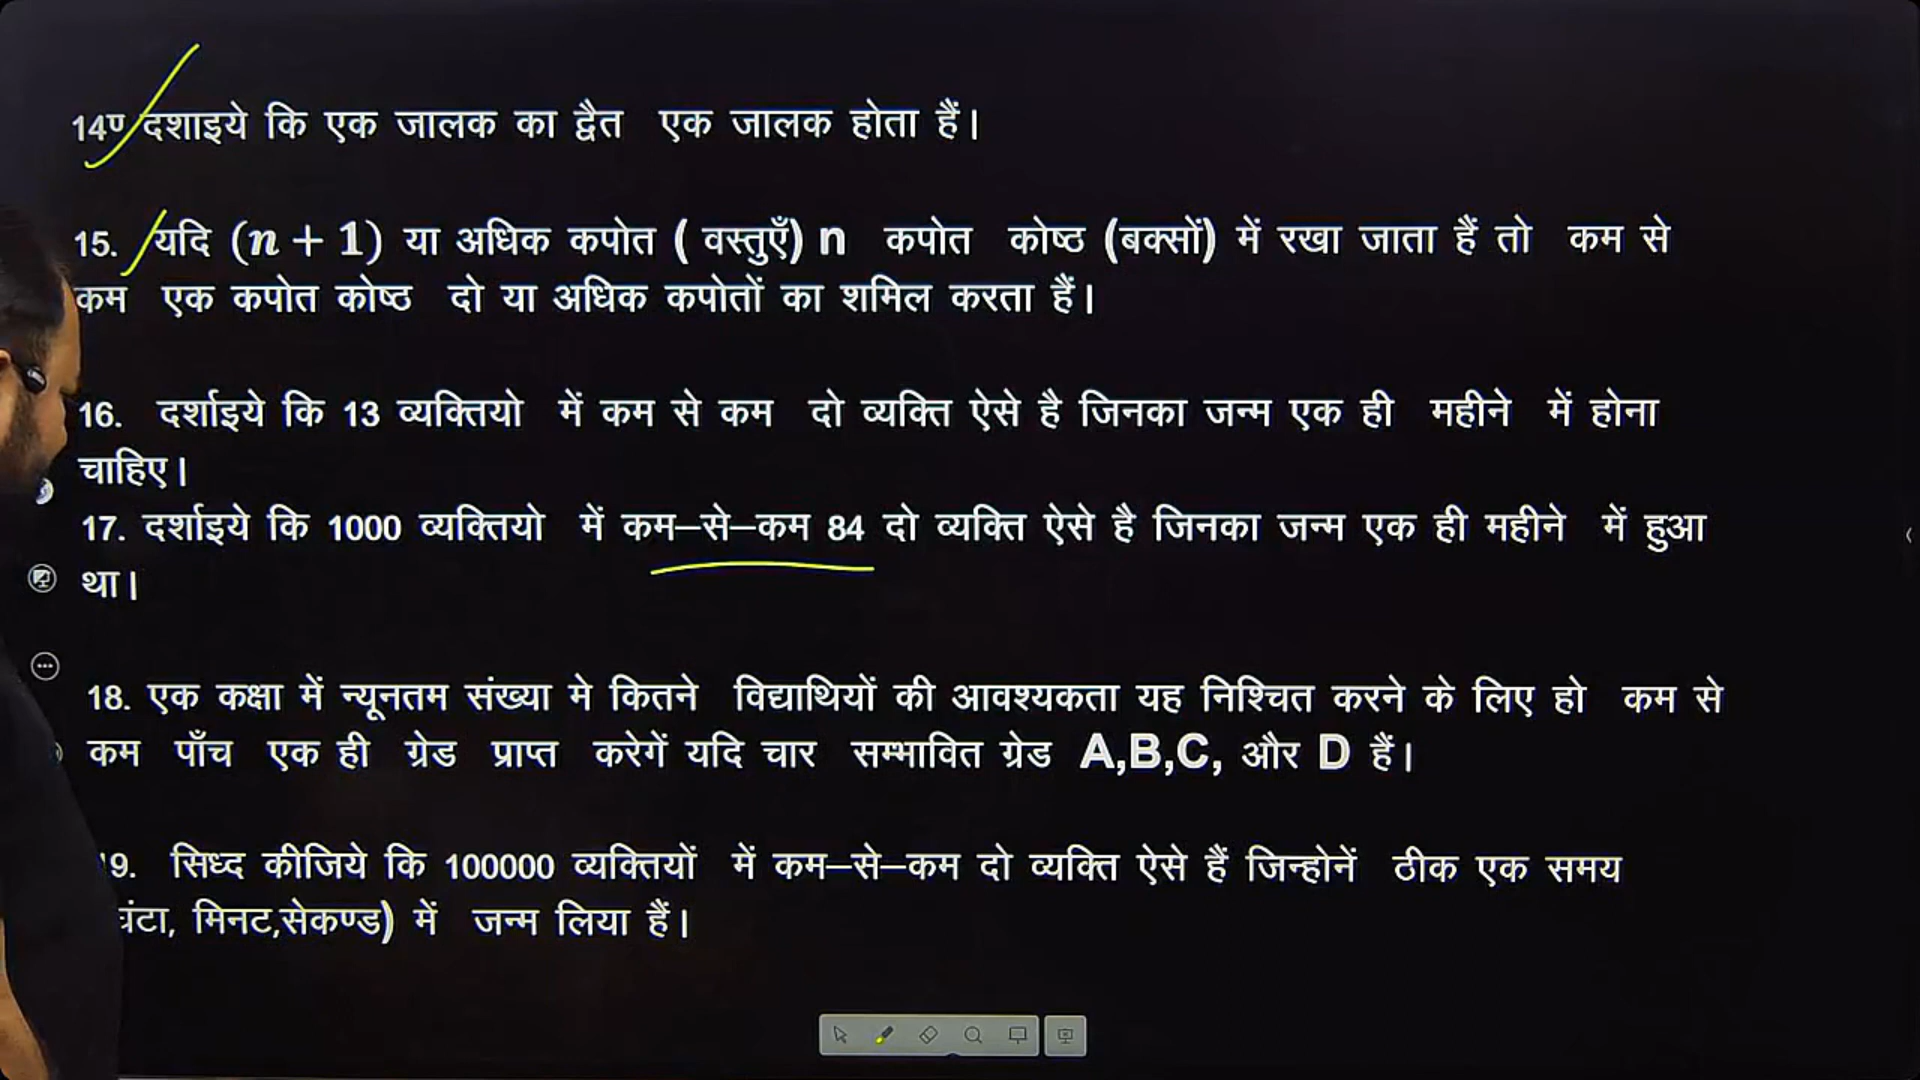 14ण दशाइये कि एक जालक का द्वैत एक जालक होता हैं।
15. यदि (n + 1) या अधिक कपोत ( वस्तुएँ) n कपोत कोष्ठ (बक्सों) में रखा जाता हैं तो कम से
कम एक कपोत कोष्ठ दो या अधिक कपोतों का शमिल करता हैं।
16. दर्शाइये कि 13 व्यक्तियो में कम से कम दो व्यक्ति ऐसे है जिनका जन्म एक ही महीने में होना
चाहिए।
17. दर्शाइये कि 1000 व्यक्तियो में कम–से–कम 84 दो व्यक्ति ऐसे है जिनका जन्म एक ही महीने में हुआ
था।
18. एक कक्षा में न्यूनतम संख्या मे कितने विद्याथियों की आवश्यकता यह निश्चित करने के लिए हो कम से
कम पाँच एक ही ग्रेड प्राप्त करेगें यदि चार सम्भावित ग्रेड A,B,C, और D हैं।
19. सिध्द कीजिये कि 100000 व्यक्तियों में कम–से–कम दो व्यक्ति ऐसे हैं जिन्होनें ठीक एक समय
मिनट,सेकण्ड) में जन्म लिया हैं।